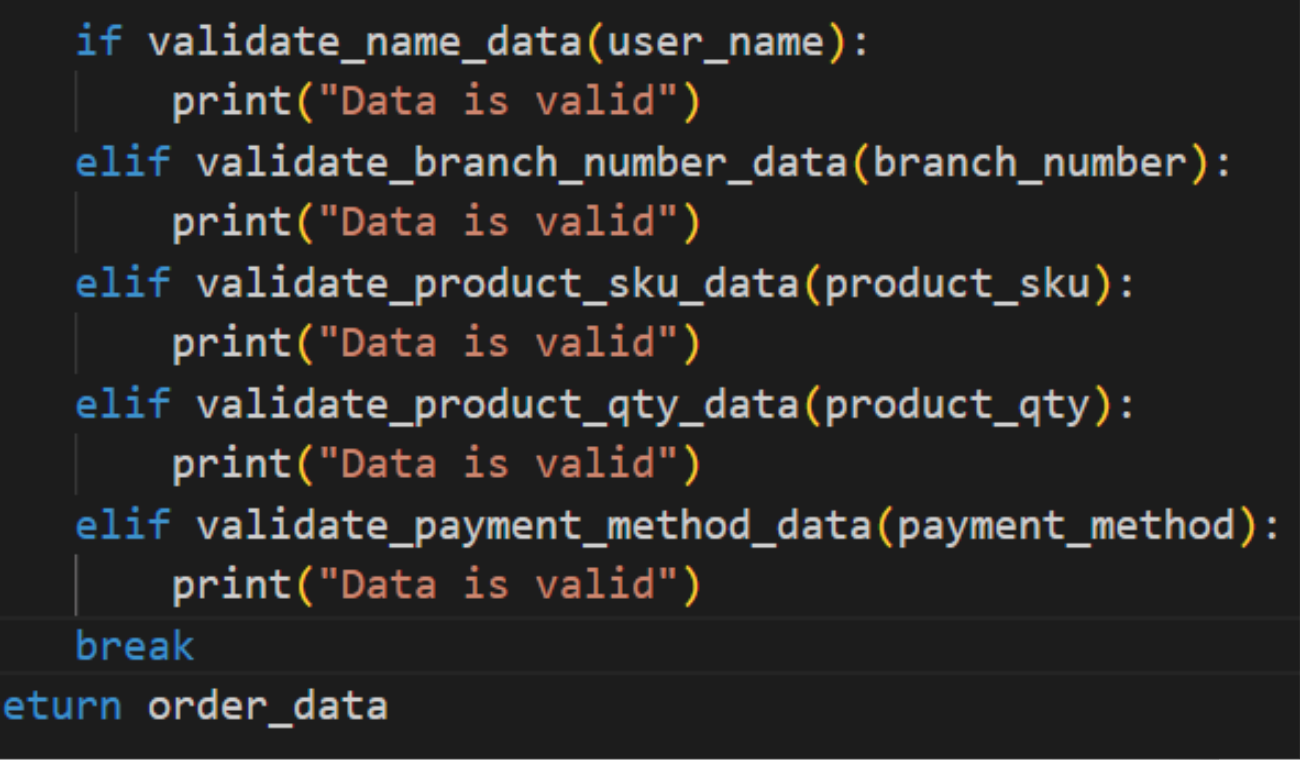 if validate_name_data(user_name):
print("Data is valid")
elif validate_branch_number_data(branch_number):
print("Data is valid")
elif validate_product_sku_data(product_sku):
print("Data is valid")
elif validate_product_qty_data(product_qty):
print("Data is valid")
elif validate_payment_method_data(payment_method):
print("Data is valid")
break
eturn order_data